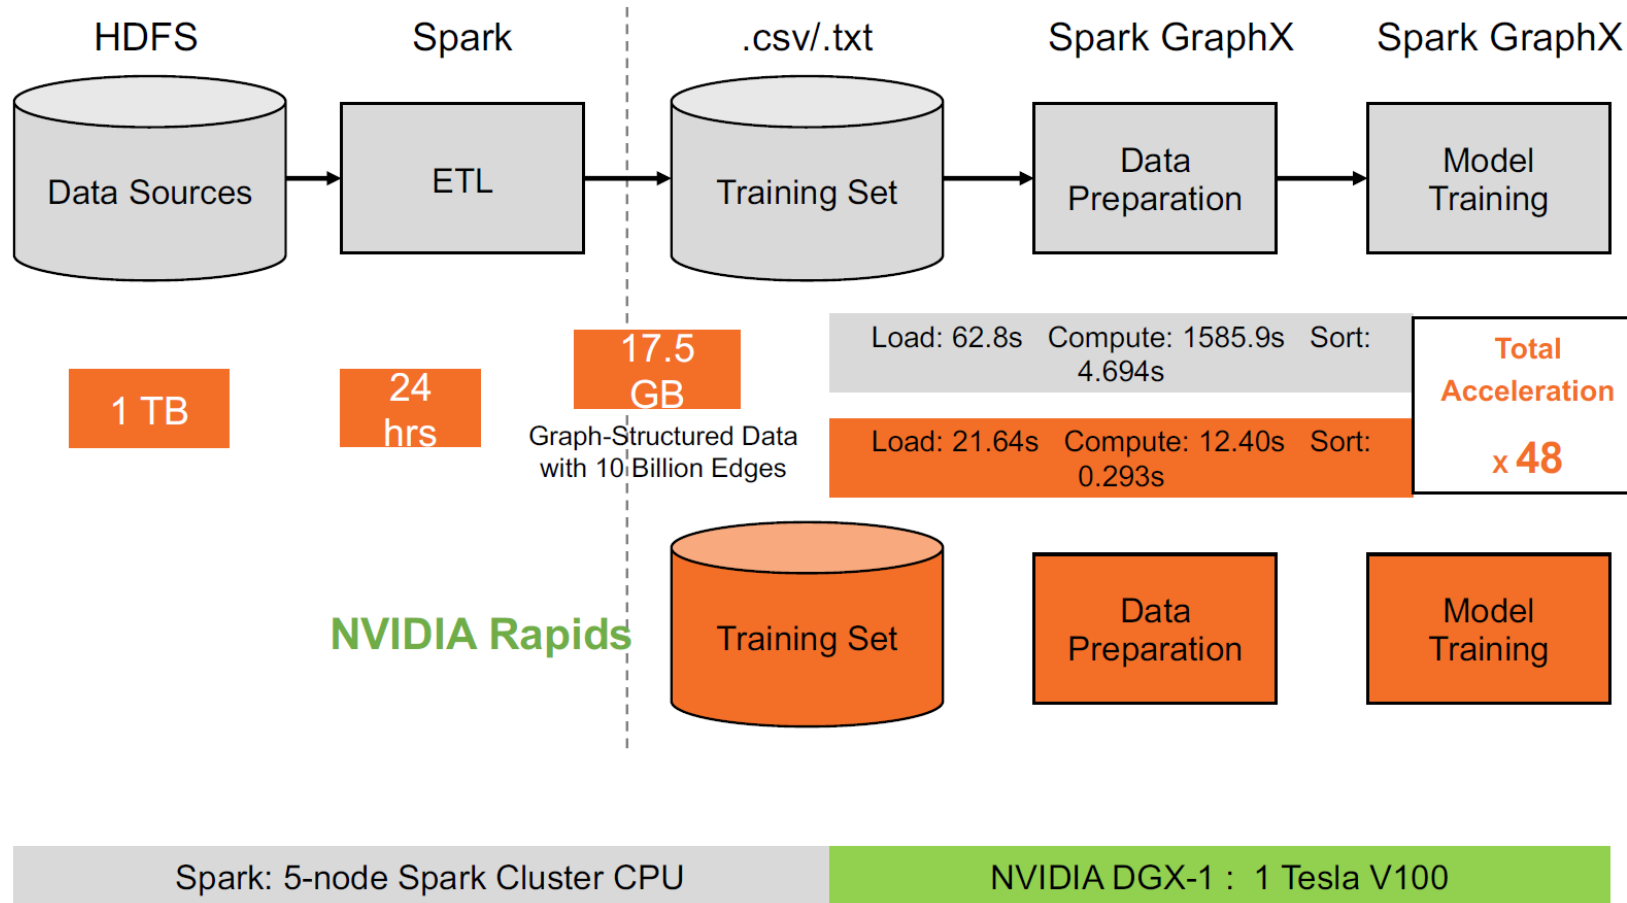 HDFS
Spark
.csv/.txt
Spark GraphX
Spark GraphX
Data Sources
ETL
Training Set
Data
Preparation
Model
Training
1 TB
24
hrs
17.5
GB
Graph-Structured Data
with 10 Billion Edges
Load: 62.8s Compute: 1585.9s Sort:
4.694s
Load: 21.64s Compute: 12.40s Sort:
0.293s
Total
Acceleration
x 48
NVIDIA Rapids
Training Set
Data
Preparation
Model
Training
Spark: 5-node Spark Cluster CPU
NVIDIA DGX-1 : 1 Tesla V100